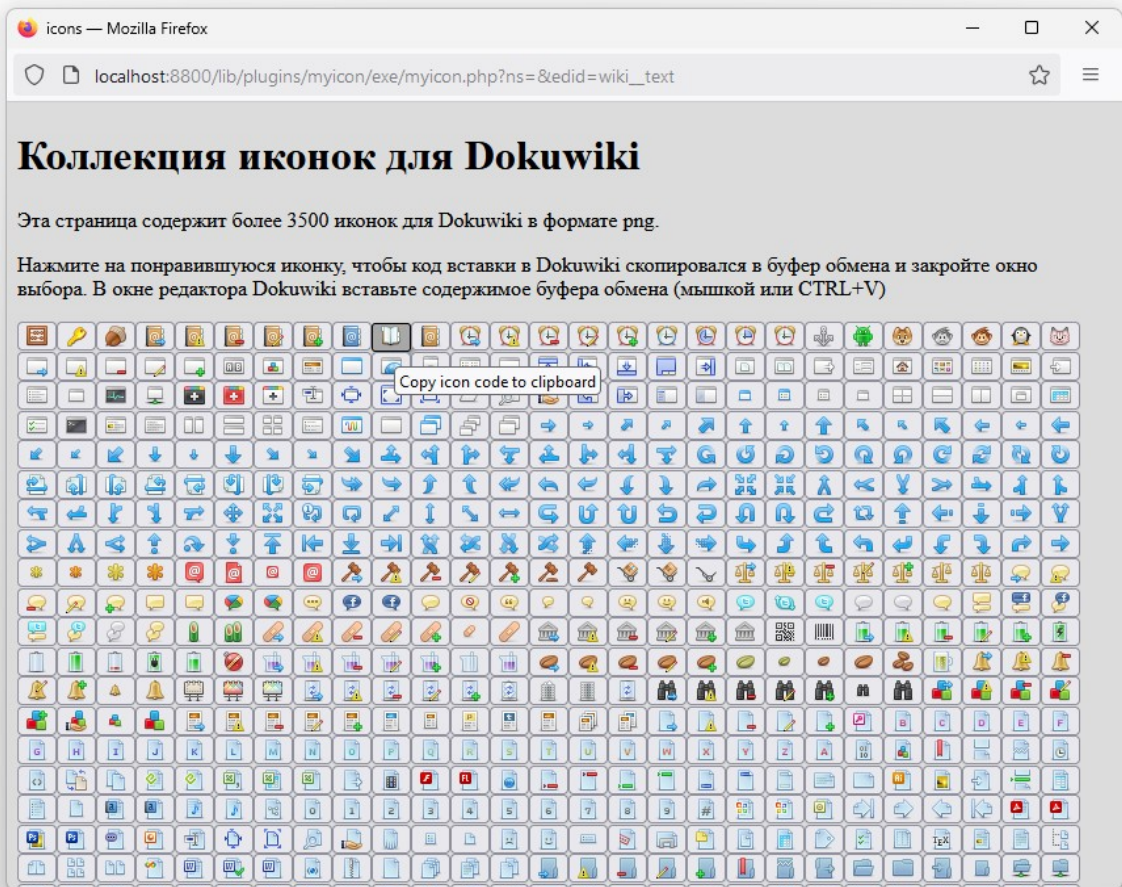 icons — Mozilla Firefox
localhost:8800/lib/plugins/myicon/exe/myicon.php?ns=&edid=wiki__text
Коллекция иконок для Dokuwiki
Эта страница содержит более 3500 иконок для Dokuwiki в формате png.
Нажмите на понравившуюся иконку, чтобы код вставки в Dokuwiki скопировался в буфер обмена и закройте окно
выбора. В окне редактора Dokuwiki вставьте содержимое буфера обмена (мышкой или CTRL+V)
Copy icon code to clipboard